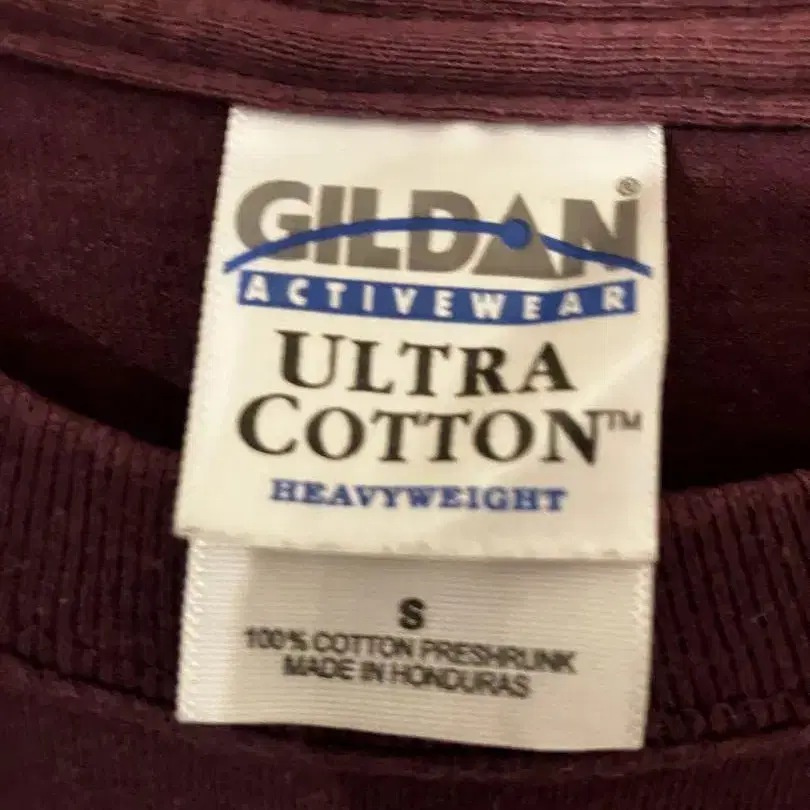 GILDAN®
ACTIVEWEAR
ULTRA
COTTON™
HEAVYWEIGHT
S
100% COTTON PRESHRUNK
MADE IN HONDURAS